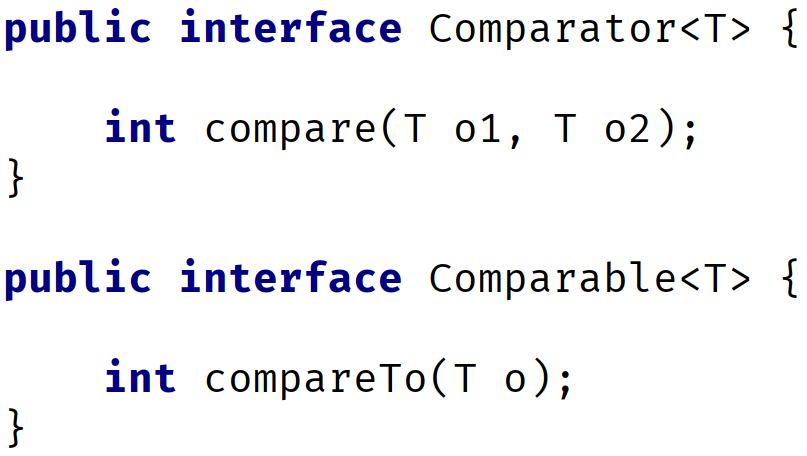 public interface Comparator<T> {
int compare(T o1, T o2);
}
public interface Comparable<T> {
int compareTo(T o);
}